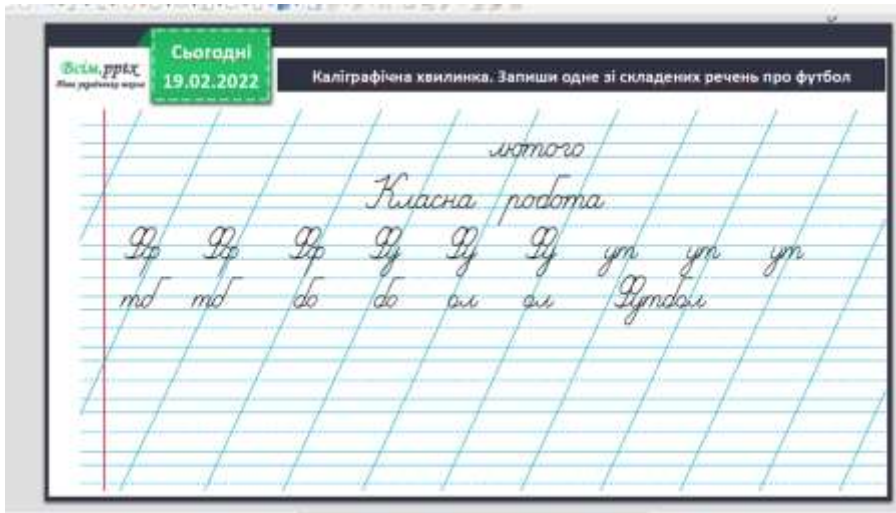 Всім.pptx
Сьогодні
19.02.2022
Каліграфічна хвилинка. Запиши одне зі складених речень про футбол
лютого
Класна робота
Фф Фф Фф Фу Фу Фу ут ут ут
тб тб бо бо ол ол Футбол